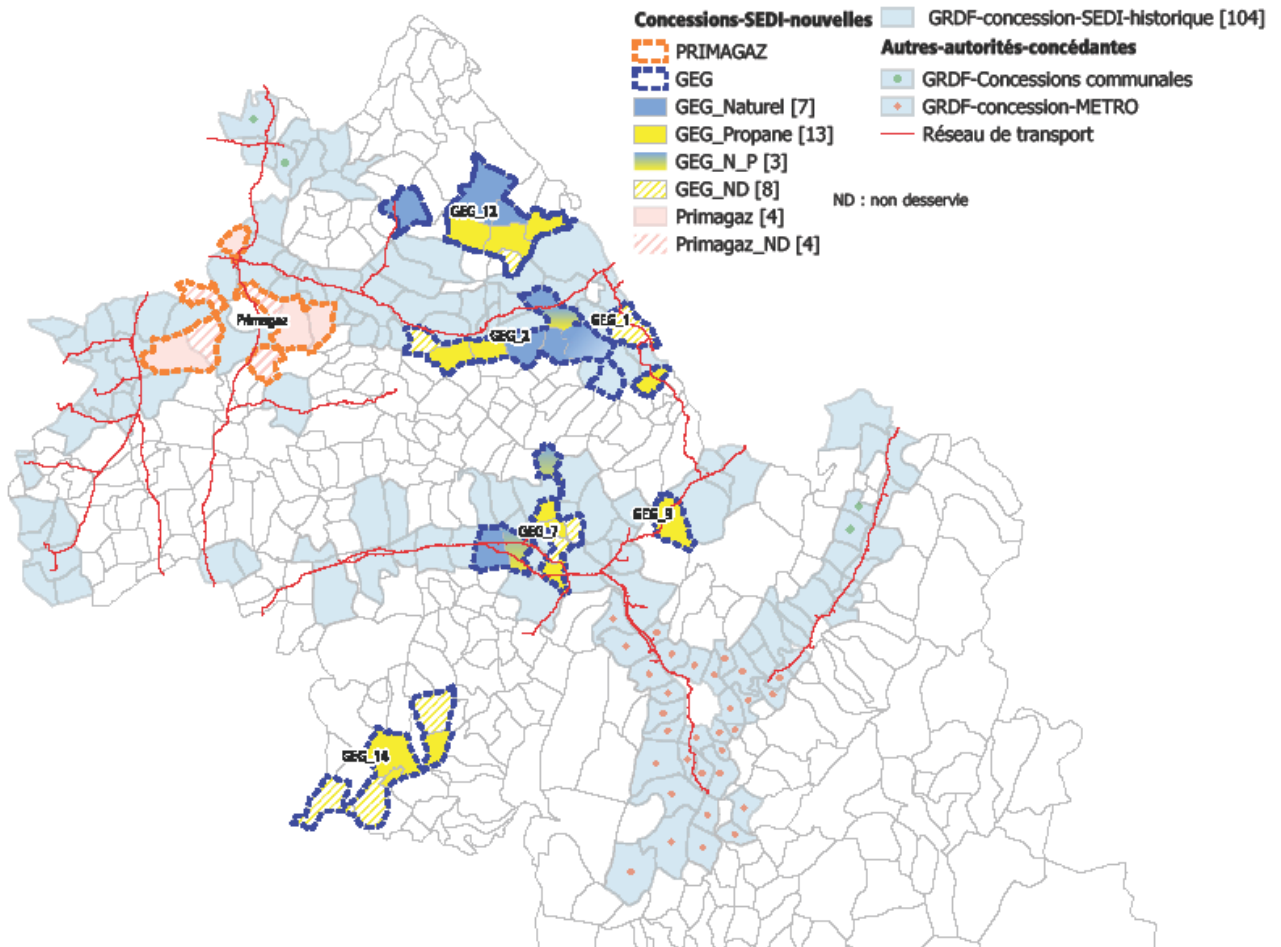 Concessions-SEDI-nouvelles
PRIMAGAZ
GEG
GEG_Naturel [7]
GEG_Propane [13]
GEG_N_P [3]
GEG_ND [8]
Primagaz [4]
Primagaz_ND [4]
GRDF-concession-SEDI-historique [104]
Autres-autorités-concédantes
GRDF-Concessions communales
GRDF-concession-METRO
Réseau de transport
ND : non desservie
GEG_12
Primagaz
GEG_1
GEG_2
GEG_9
GEG_7
GEG_14